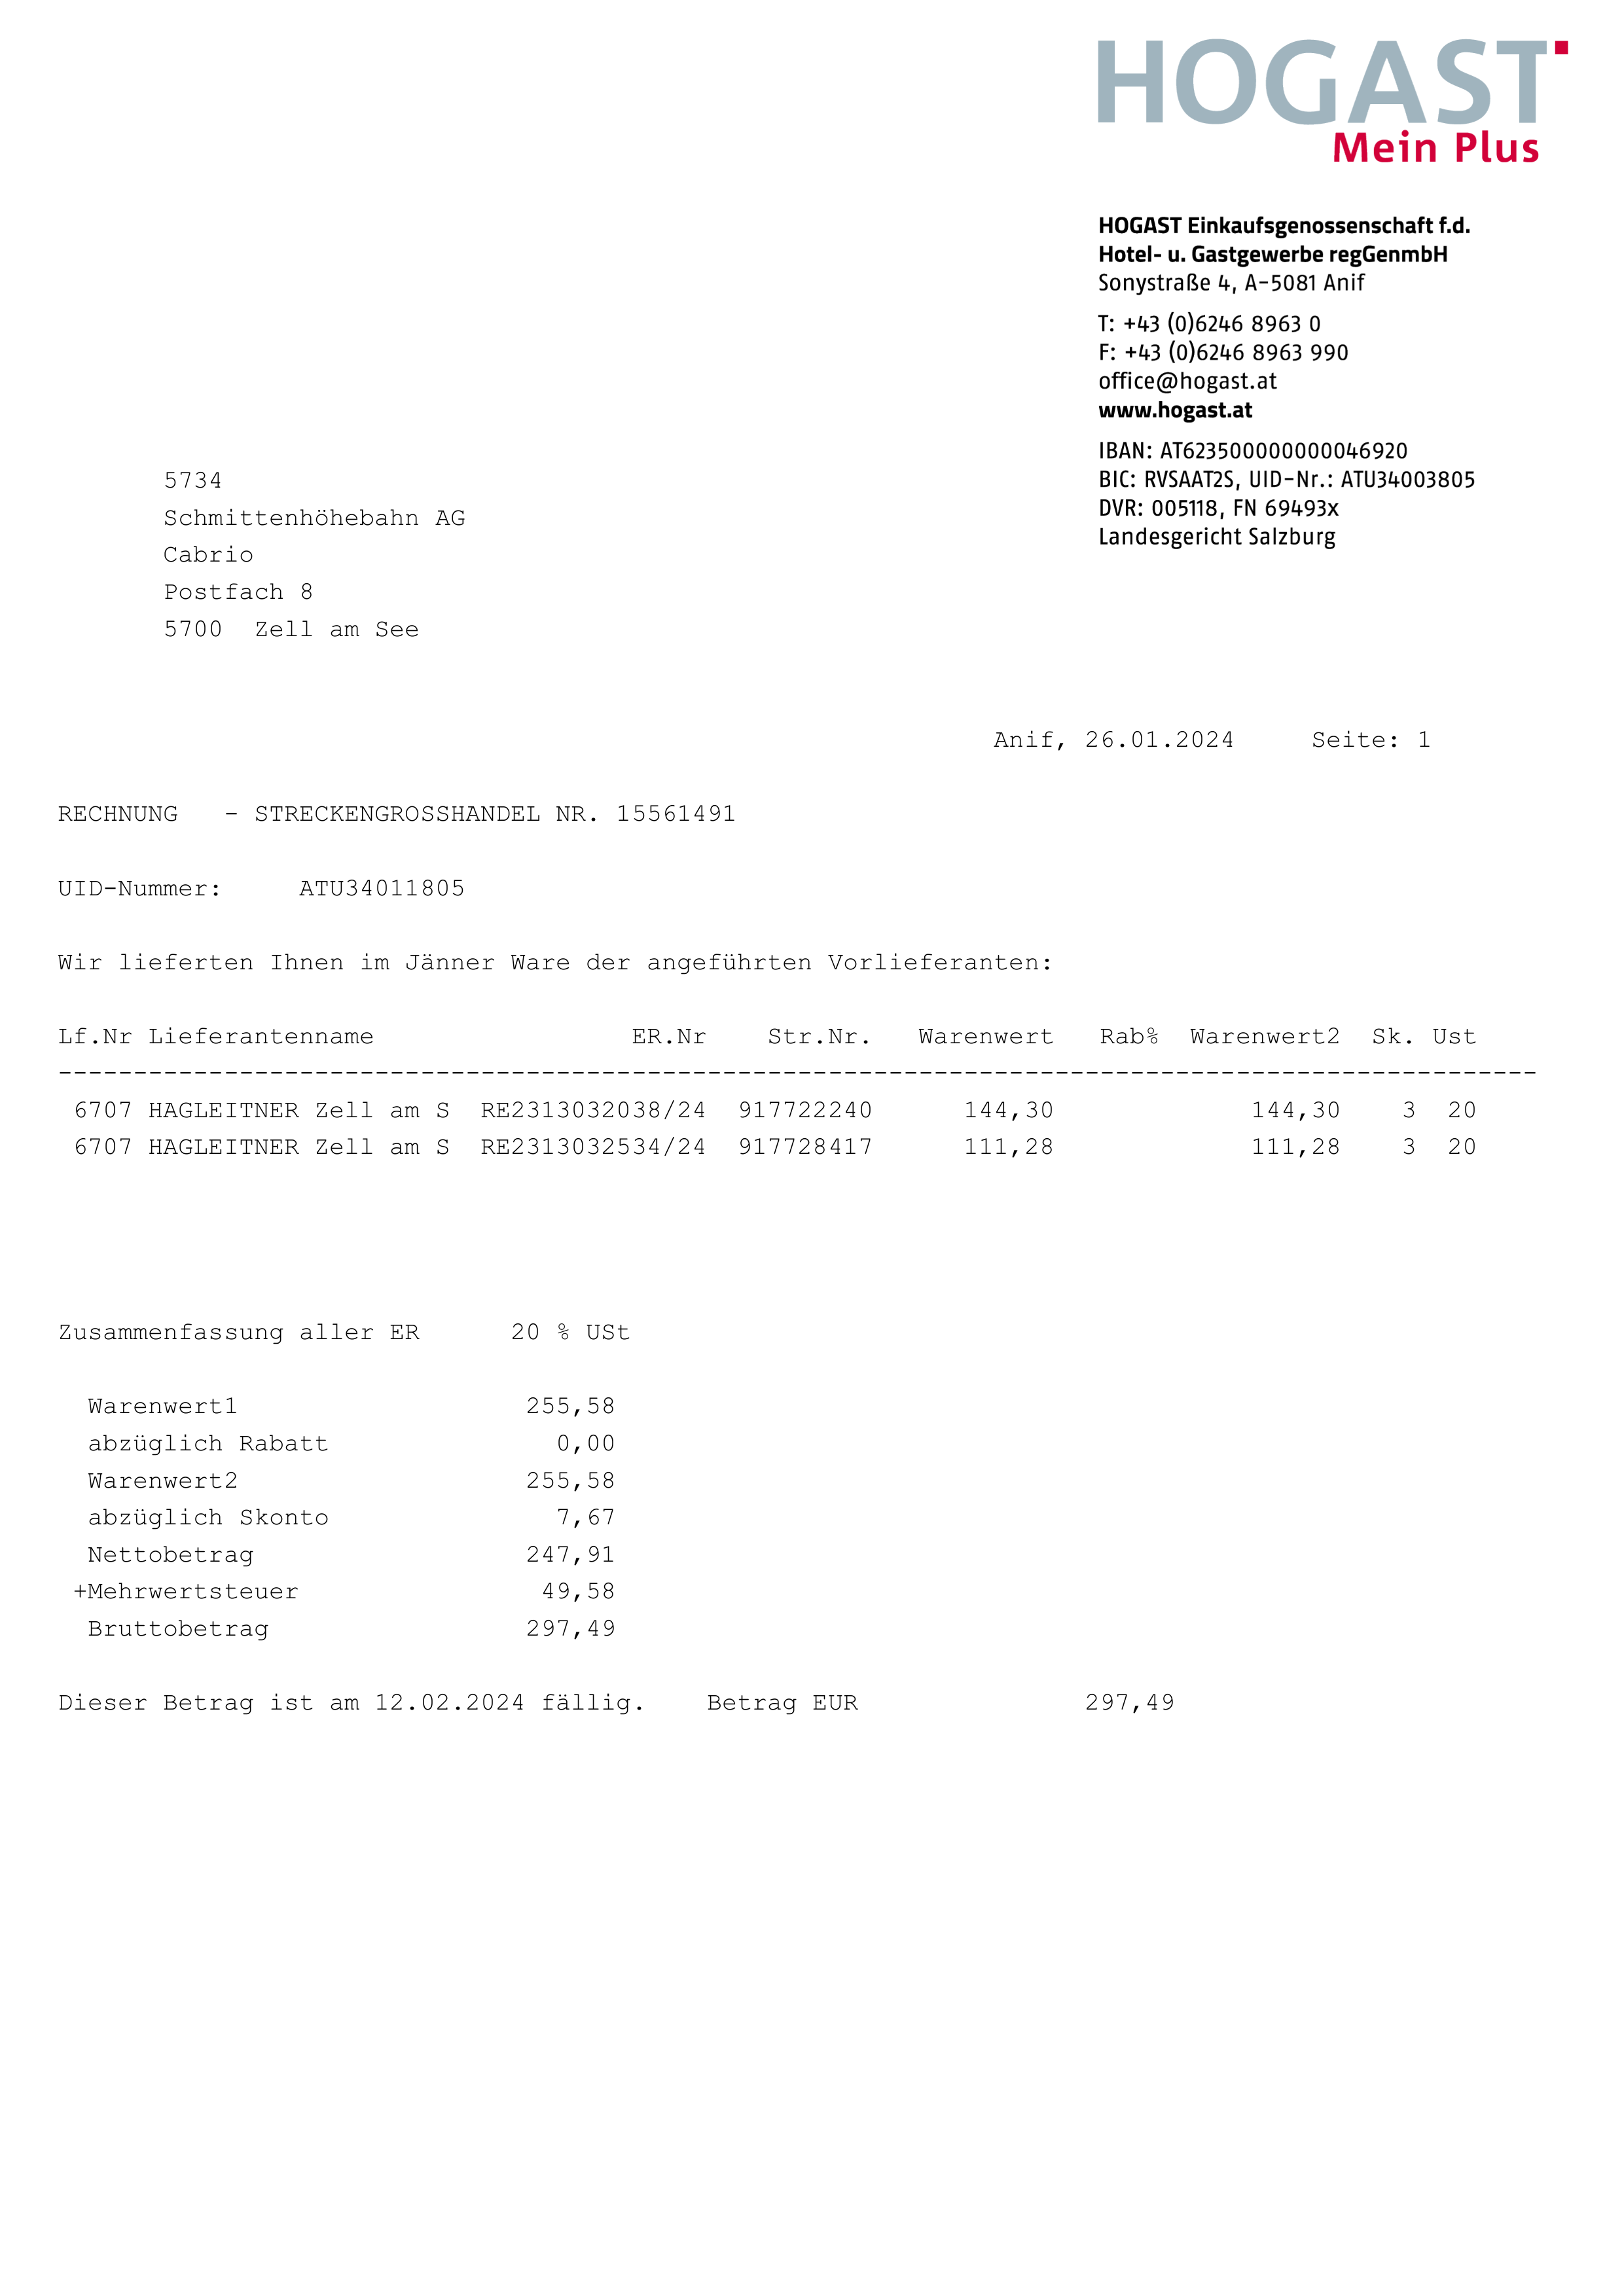 HOGAST
Mein Plus
HOGAST Einkaufsgenossenschaft f.d.
Hotel- u. Gastgewerbe regGenmbH
Sonystraße 4, A-5081 Anif
T: +43 (0)6246 8963 0
F: +43 (0)6246 8963 990
office@hogast.at
www.hogast.at
IBAN: AT623500000000046920
BIC: RVSAAT2S, UID-Nr.: ATU34003805
DVR: 005118, FN 69493x
Landesgericht Salzburg
5734
Schmittenhöhebahn AG
Cabrio
Postfach 8
5700  Zell am See
Anif, 26.01.2024     Seite: 1
RECHNUNG   - STRECKENGROSSHANDEL NR. 15561491
UID-Nummer:     ATU34011805
Wir lieferten Ihnen im Jänner Ware der angeführten Vorlieferanten:
Lf.Nr Lieferantenname                 ER.Nr    Str.Nr.   Warenwert   Rab%  Warenwert2  Sk. Ust
--------------------------------------------------------------------------------------------------
6707 HAGLEITNER Zell am S  RE2313032038/24  917722240      144,30             144,30    3  20
6707 HAGLEITNER Zell am S  RE2313032534/24  917728417      111,28             111,28    3  20
Zusammenfassung aller ER      20 % USt
Warenwert1                   255,58
abzüglich Rabatt               0,00
Warenwert2                   255,58
abzüglich Skonto               7,67
Nettobetrag                  247,91
+Mehrwertsteuer                49,58
Bruttobetrag                 297,49
Dieser Betrag ist am 12.02.2024 fällig.    Betrag EUR               297,49